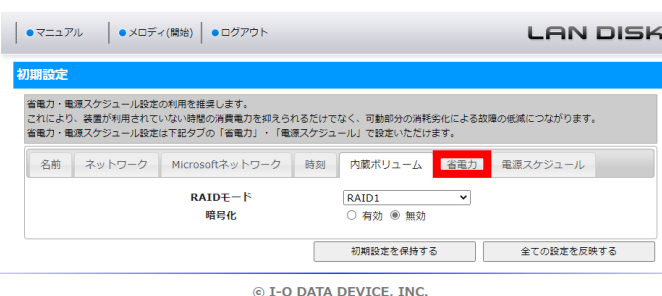 マニュアル メロディ(開始) ログアウト LAN DISK
初期設定
省電力・電源スケジュール設定の利用を推奨します。
これにより、装置が利用されていない時間の消費電力を抑えられるだけでなく、可動部分の消耗劣化による故障の低減につながります。
省電力・電源スケジュール設定は下記タブの「省電力」・「電源スケジュール」で設定いただけます。
名前 ネットワーク Microsoftネットワーク 時刻 内蔵ボリューム 省電力 電源スケジュール
RAIDモード RAID1
暗号化 有効 無効
初期設定を保持する 全ての設定を反映する
© I-O DATA DEVICE, INC.